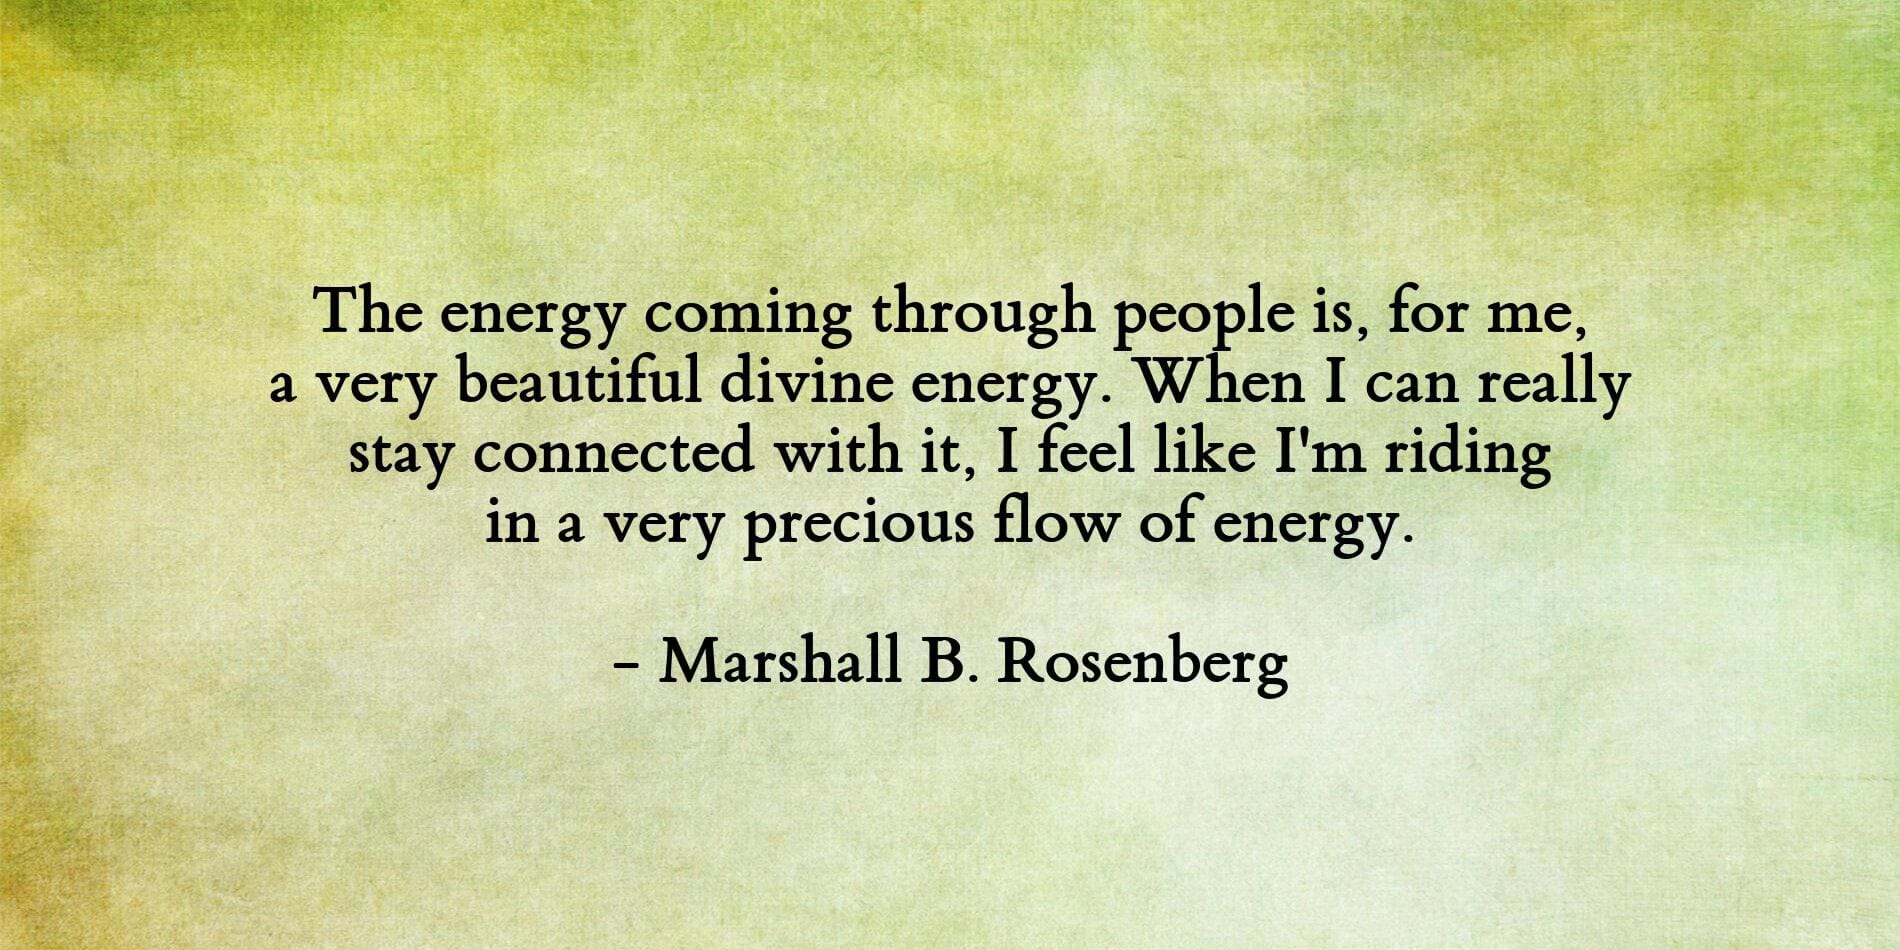 The energy coming through people is, for me,
a very beautiful divine energy. When I can really
stay connected with it, I feel like I'm riding
in a very precious flow of energy.
- Marshall B. Rosenberg